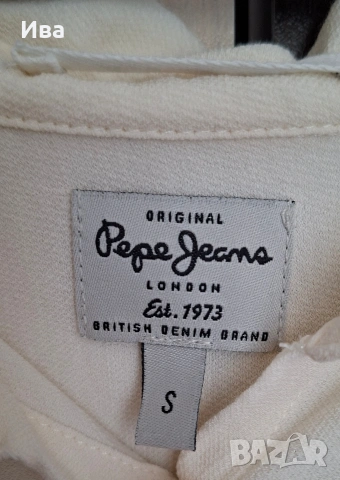 Ива
ORIGINAL
Pepe Jeans
LONDON
Est. 1973
BRITISH DENIM BRAND
S
BAZAR